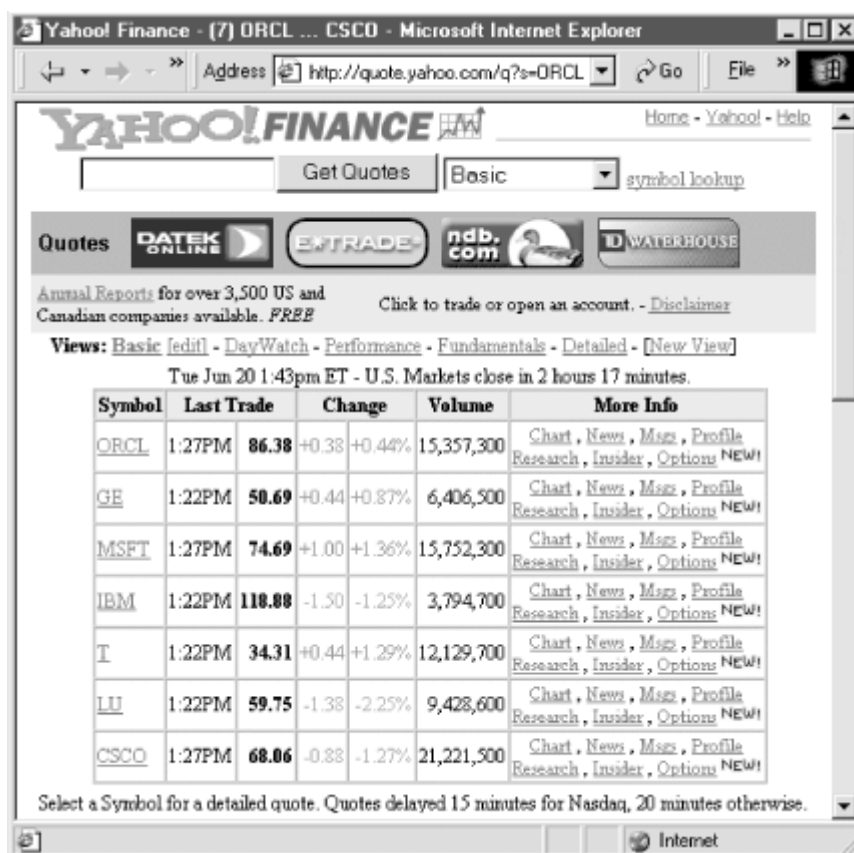 Yahoo! Finance - (7) ORCL ... CSCO - Microsoft Internet Explorer
» Address http://quote.yahoo.com/q?s=ORCL Go File »
YAHOO! FINANCE Home - Yahoo! - Help
Get Quotes Basic symbol lookup
Quotes DATEK ONLINE E*TRADE ndb.com TD WATERHOUSE
Annual Reports for over 3,500 US and
Canadian companies available. FREE
Click to trade or open an account. - Disclaimer
Views: Basic [edit] - DayWatch - Performance - Fundamentals - Detailed - [New View]
Tue Jun 20 1:43pm ET - U.S. Markets close in 2 hours 17 minutes.
Symbol Last Trade Change Volume More Info
ORCL 1:27PM 86.38 +0.38 +0.44% 15,357,300 Chart , News , Msgs , Profile
Research , Insider , Options NEW!
GE 1:22PM 50.69 +0.44 +0.87% 6,406,500 Chart , News , Msgs , Profile
Research , Insider , Options NEW!
MSFT 1:27PM 74.69 +1.00 +1.36% 15,752,300 Chart , News , Msgs , Profile
Research , Insider , Options NEW!
IBM 1:22PM 118.88 -1.50 -1.25% 3,794,700 Chart , News , Msgs , Profile
Research , Insider , Options NEW!
T 1:22PM 34.31 +0.44 +1.29% 12,129,700 Chart , News , Msgs , Profile
Research , Insider , Options NEW!
LU 1:22PM 59.75 -1.38 -2.25% 9,428,600 Chart , News , Msgs , Profile
Research , Insider , Options NEW!
CSCO 1:27PM 68.06 -0.88 -1.27% 21,221,500 Chart , News , Msgs , Profile
Research , Insider , Options NEW!
Select a Symbol for a detailed quote. Quotes delayed 15 minutes for Nasdaq, 20 minutes otherwise.
Internet